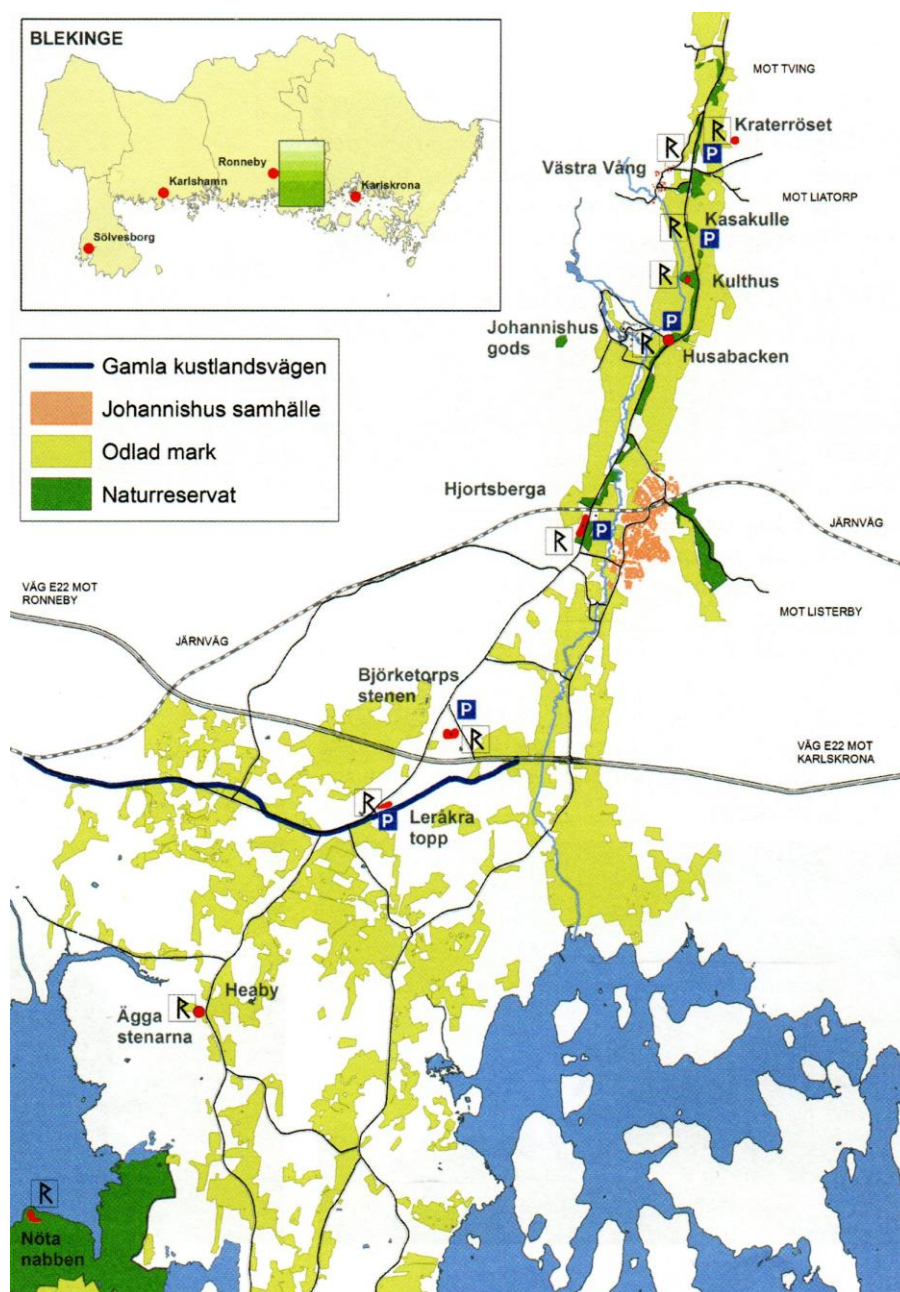 BLEKINGE
Ronneby
Karlshamn
Karlskrona
Sölvesborg
Gamla kustlandsvägen
Johannishus samhälle
Odlad mark
Naturreservat
MOT TVING
ᚱ
ᚱ
Kraterröset
P
Västra Vång
MOT LIATORP
ᚱ
Kasakulle
P
ᚱ
Kulthus
P
Johannishus
gods
ᚱ
Husabacken
Hjortsberga
ᚱ
P
JÄRNVÄG
VÄG E22 MOT
RONNEBY
MOT LISTERBY
JÄRNVÄG
Björketorps
stenen
P
ᚱ
VÄG E22 MOT
KARLSKRONA
ᚱ
P
Leråkra
topp
Heaby
ᚱ
Ägga
stenarna
ᚱ
Nöta
nabben